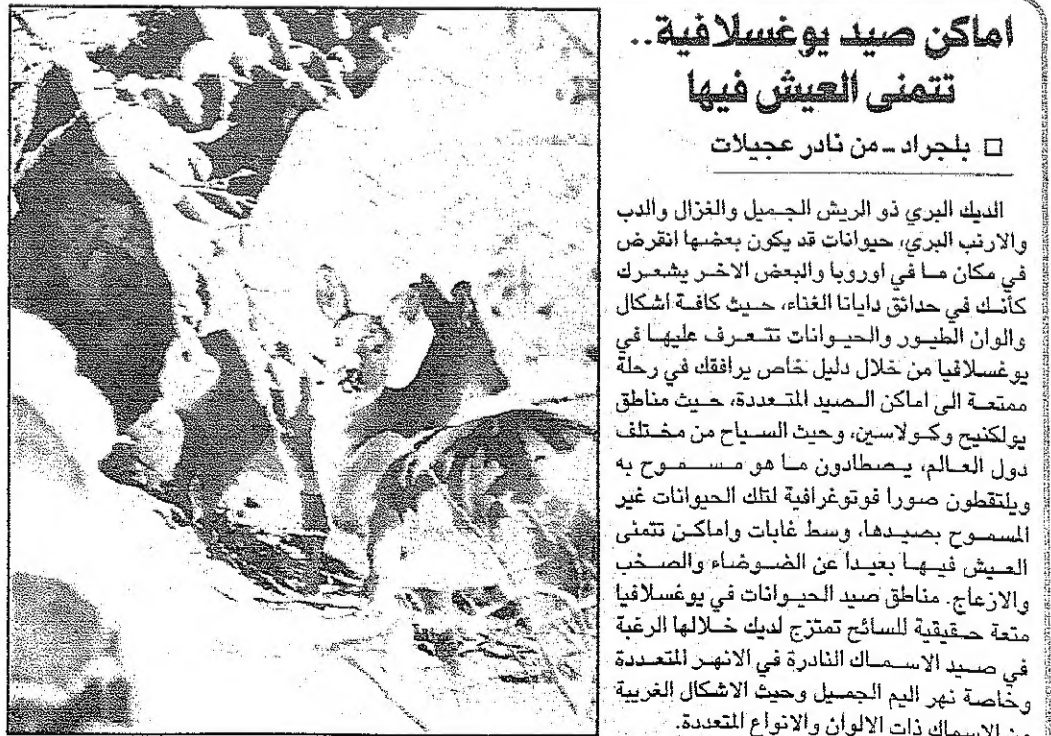 اماكن صيد يوغسلافية..
تتمنى العيش فيها
□ بلجراد - من نادر عجيلات
الديك البري ذو الريش الجميل والغزال والدب
والارنب البري، حيوانات قد يكون بعضها انقرض
في مكان ما في اوروبا والبعض الاخر يشعرك
كأنك في حدائق دايانا الغناء، حيث كافة اشكال
والوان الطيور والحيوانات تتعرف عليها في
يوغسلافيا من خلال دليل خاص يرافقك في رحلة
ممتعة الى اماكن الصيد المتعددة، حيث مناطق
يولكنيح وكولاسين، وحيث السياح من مختلف
دول العالم، يصطادون ما هو مسموح به
ويلتقطون صورا فوتوغرافية لتلك الحيوانات غير
المسموح بصيدها، وسط غابات واماكن تتمنى
العيش فيها بعيدا عن الضوضاء والصخب
والازعاج. مناطق صيد الحيوانات في يوغسلافيا
متعة حقيقية للسائح تمتزج لديك خلالها الرغبة
في صيد الاسماك النادرة في الانهر المتعددة
وخاصة نهر اليم الجميل وحيث الاشكال الغريبة
من الاسماك ذات الالوان والانواع المتعددة.